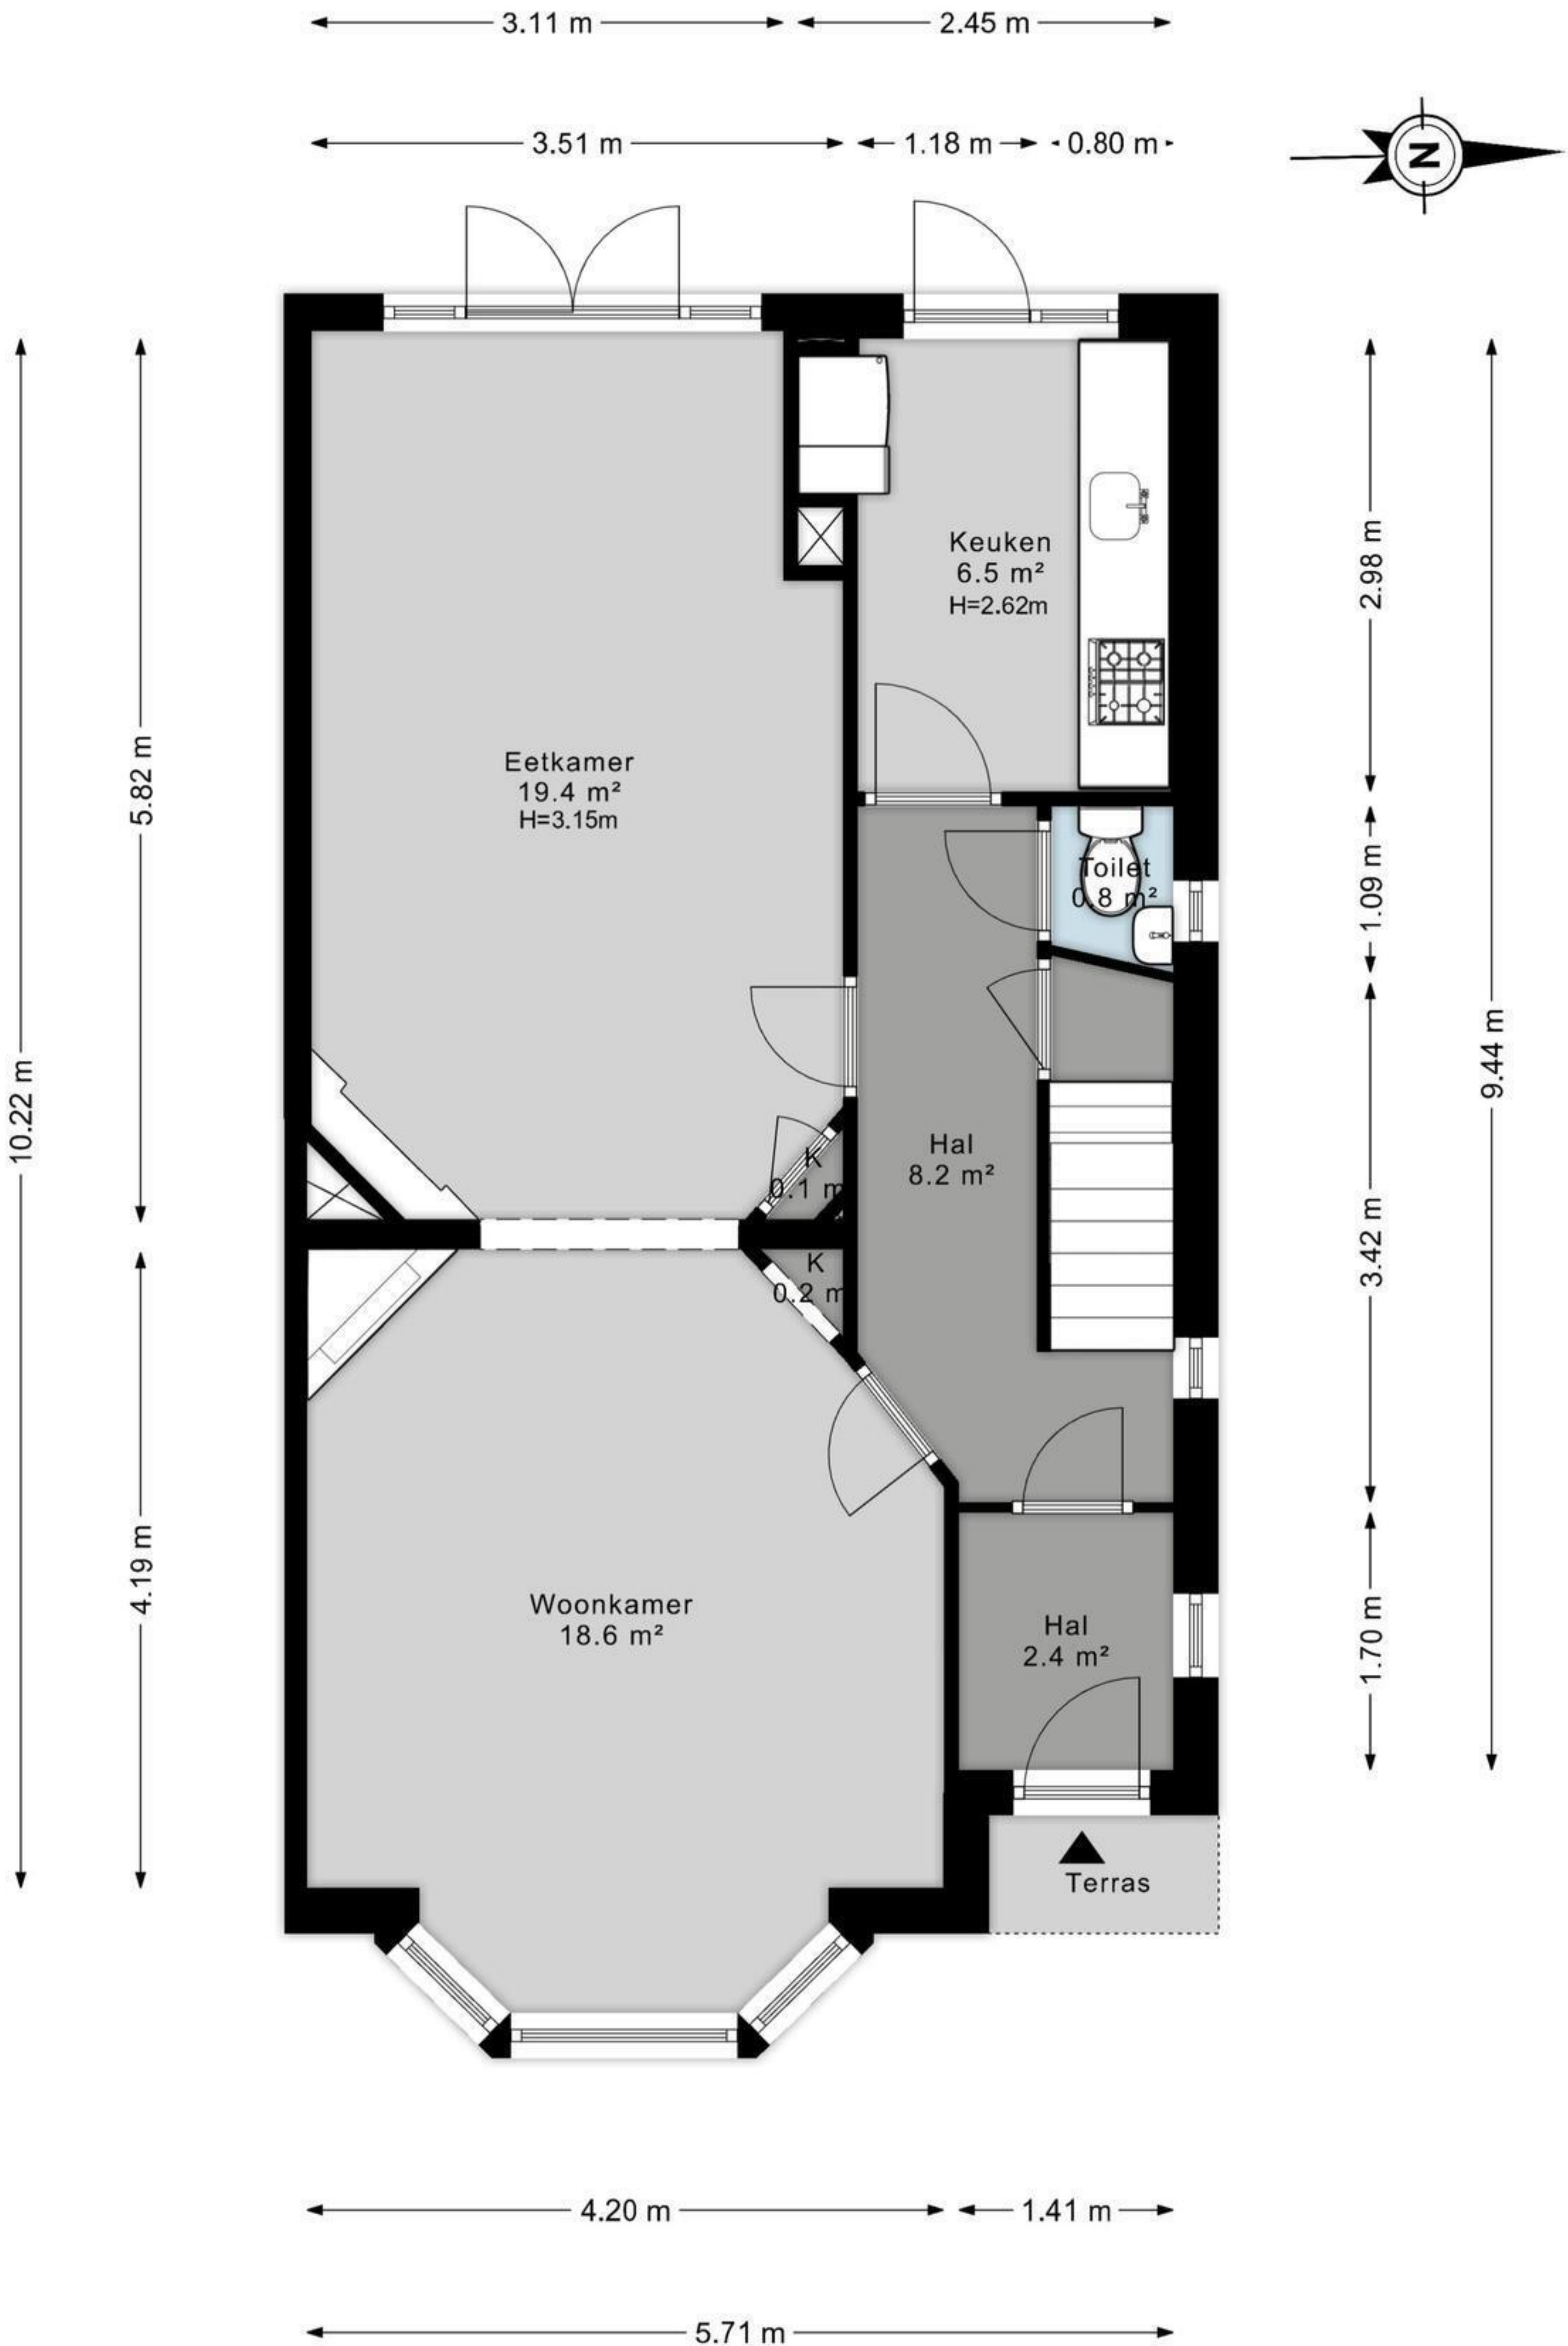 3.11 m
2.45 m
3.51 m
1.18 m
0.80 m
N
Keuken
6.5 m²
H=2.62m
2.98 m
Eetkamer
19.4 m²
H=3.15m
5.82 m
Toilet
0.8 m²
1.09 m
10.22 m
9.44 m
Hal
8.2 m²
K
0.1 m
K
0.2 m
3.42 m
4.19 m
Woonkamer
18.6 m²
Hal
2.4 m²
1.70 m
Terras
4.20 m
1.41 m
5.71 m